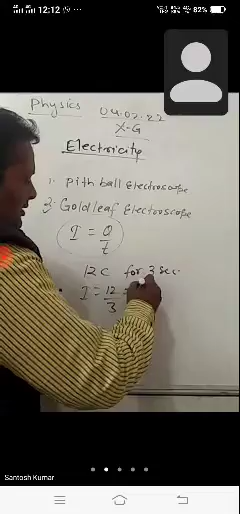 12:12
82%
Physics 04.02.22
X-G
Electricity
1. Pith ball Electroscope
2. Gold leaf Electroscope
I = Q/t
12 C for 3 sec.
I = 12/3 =
Santosh Kumar